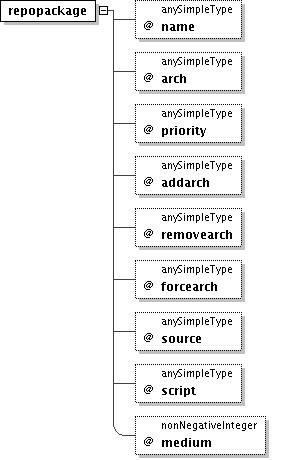 repopackage
anySimpleType
@ name
anySimpleType
@ arch
anySimpleType
@ priority
anySimpleType
@ addarch
anySimpleType
@ removearch
anySimpleType
@ forcearch
anySimpleType
@ source
anySimpleType
@ script
nonNegativeInteger
@ medium